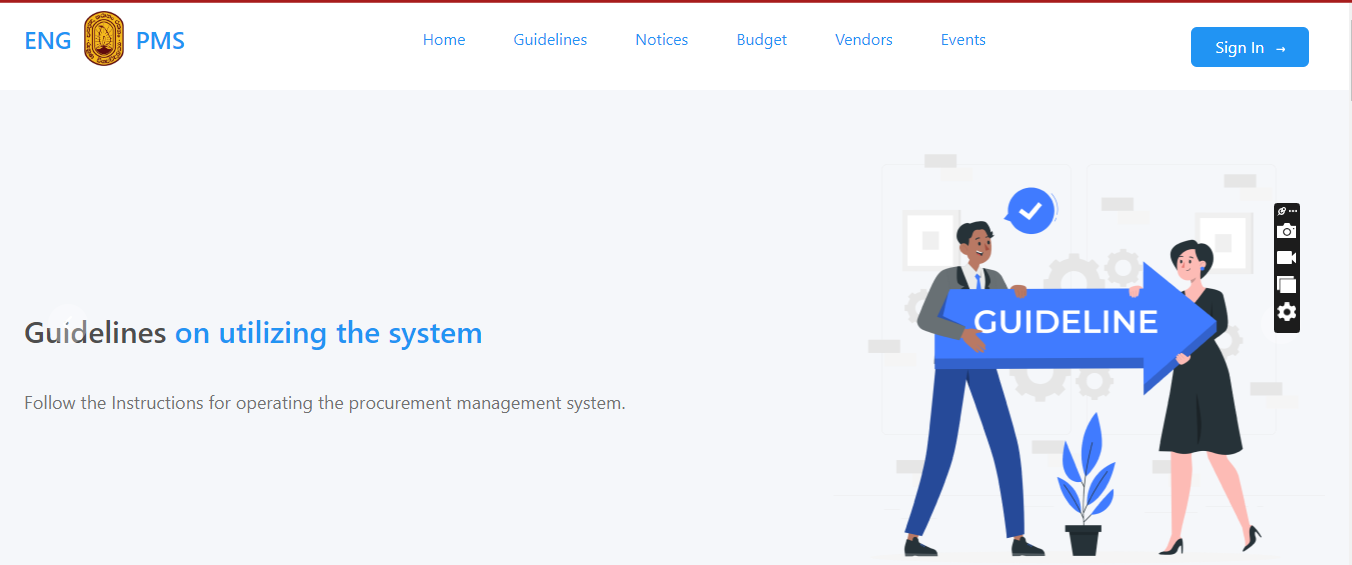 ENG PMS
Home Guidelines Notices Budget Vendors Events
Sign In →
GUIDELINE
Guidelines on utilizing the system
Follow the Instructions for operating the procurement management system.